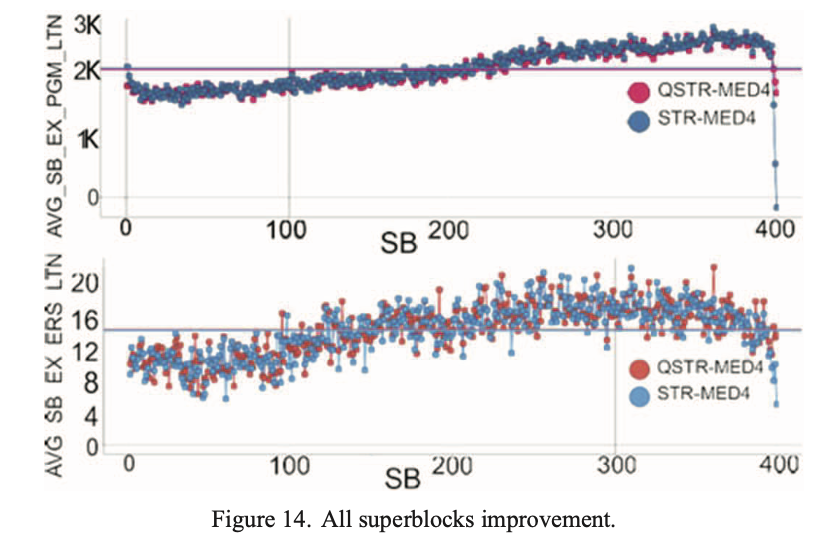 AVG_SB_EX_PGM_LTN
3K
2K
1K
0
QSTR-MED4
STR-MED4
0 100 200 300 400
SB
AVG SB EX ERS LTN
20
16
12
8
4
0
QSTR-MED4
STR-MED4
0 100 200 300 400
SB
Figure 14. All superblocks improvement.